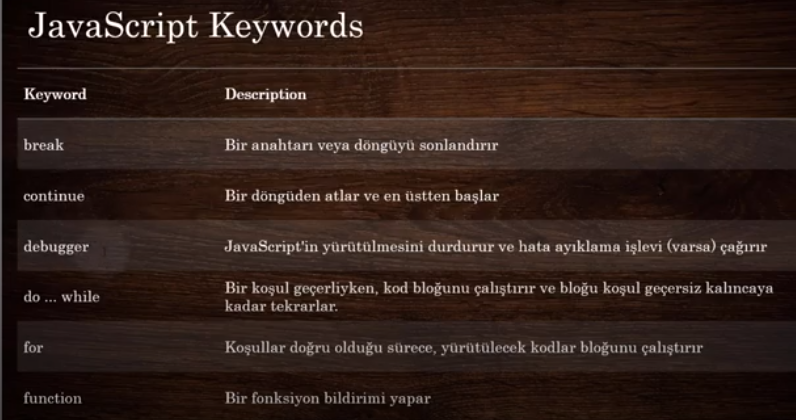 JavaScript Keywords
Keyword Description
break Bir anahtarı veya döngüyü sonlandırır
continue Bir döngüden atlar ve en üstten başlar
debugger JavaScript'in yürütülmesini durdurur ve hata ayıklama işlevi (varsa) çağırır
do ... while Bir koşul geçerliyken, kod bloğunu çalıştırır ve bloğu koşul geçersiz kalıncaya
kadar tekrarlar.
for Koşullar doğru olduğu sürece, yürütülecek kodlar bloğunu çalıştırır
function Bir fonksiyon bildirimi yapar